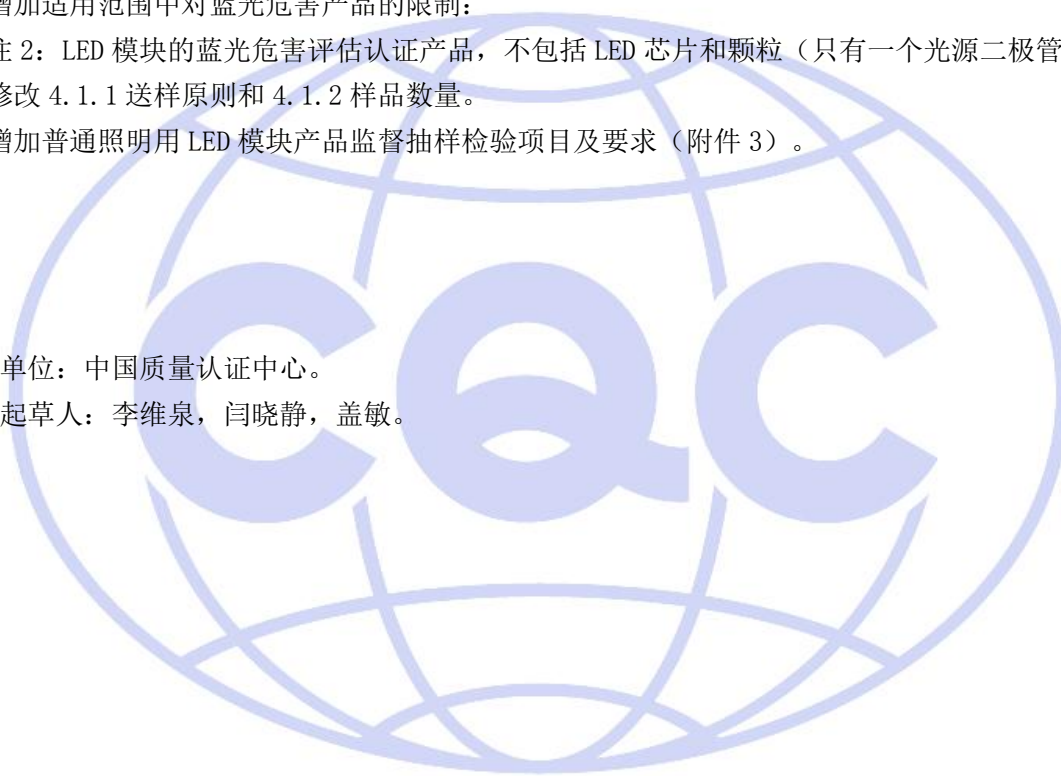 增加适用范围中对蓝光危害产品的限制：
注 2：LED 模块的蓝光危害评估认证产品，不包括 LED 芯片和颗粒（只有一个光源二极管
修改 4.1.1 送样原则和 4.1.2 样品数量。
增加普通照明用 LED 模块产品监督抽样检验项目及要求（附件 3）。
CQC
单位：中国质量认证中心。
起草人：李维泉，闫晓静，盖敏。